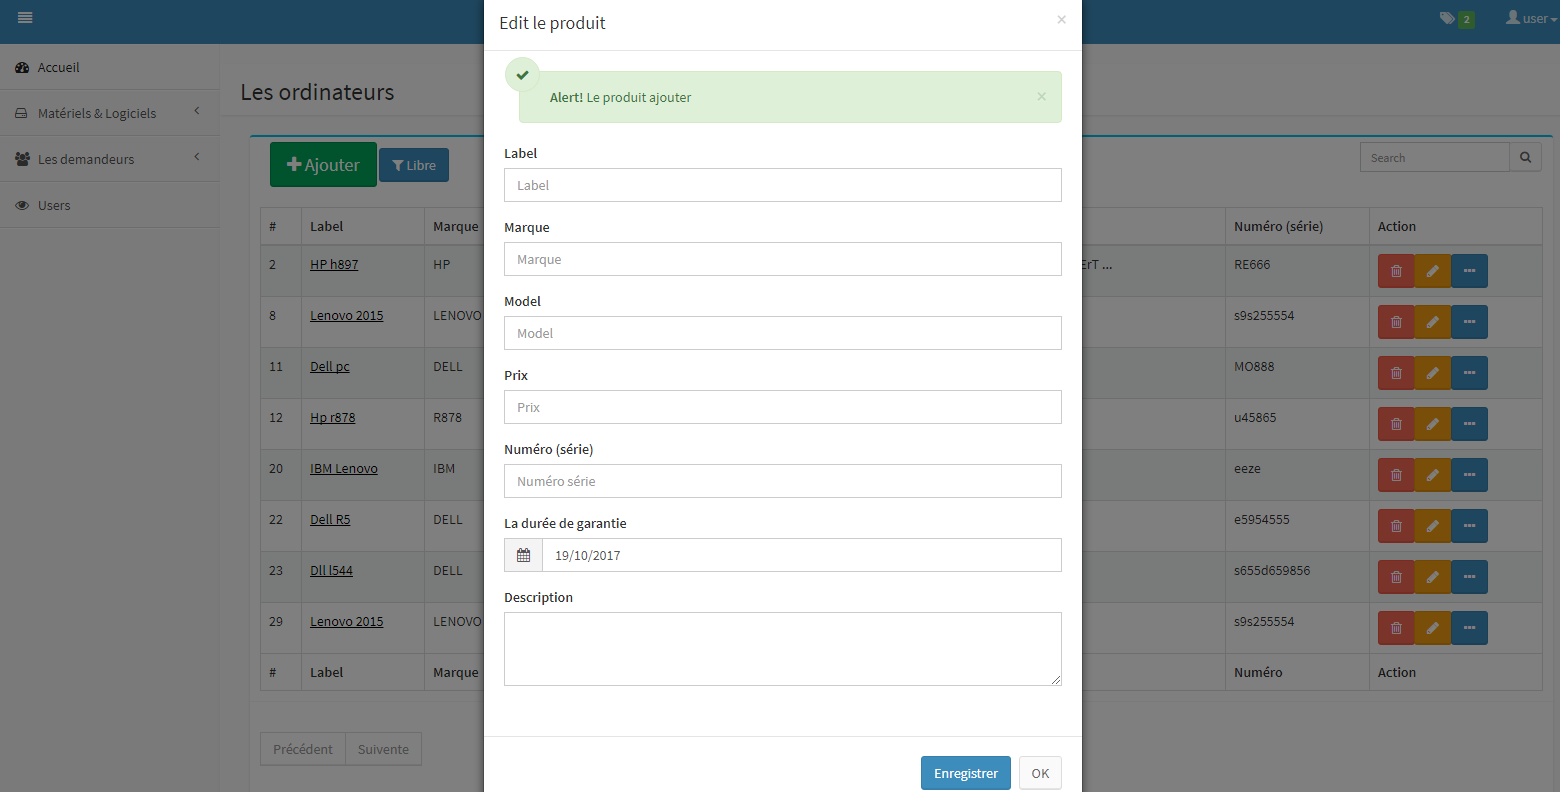 Edit le produit ×
2 user
Accueil
Matériels & Logiciels
Les demandeurs
Users
Les ordinateurs
Ajouter Libre
Search
# Label Marque Numéro (série) Action
2 HP h897 HP ErT ... RE666
8 Lenovo 2015 LENOVO s9s255554
11 Dell pc DELL MO888
12 Hp r878 R878 u45865
20 IBM Lenovo IBM eeze
22 Dell R5 DELL e5954555
23 Dll l544 DELL s655d659856
29 Lenovo 2015 LENOVO s9s255554
# Label Marque Numéro Action
Précédent Suivante
Alert! Le produit ajouter ×
Label
Label
Marque
Marque
Model
Model
Prix
Prix
Numéro (série)
Numéro série
La durée de garantie
19/10/2017
Description
Enregistrer OK